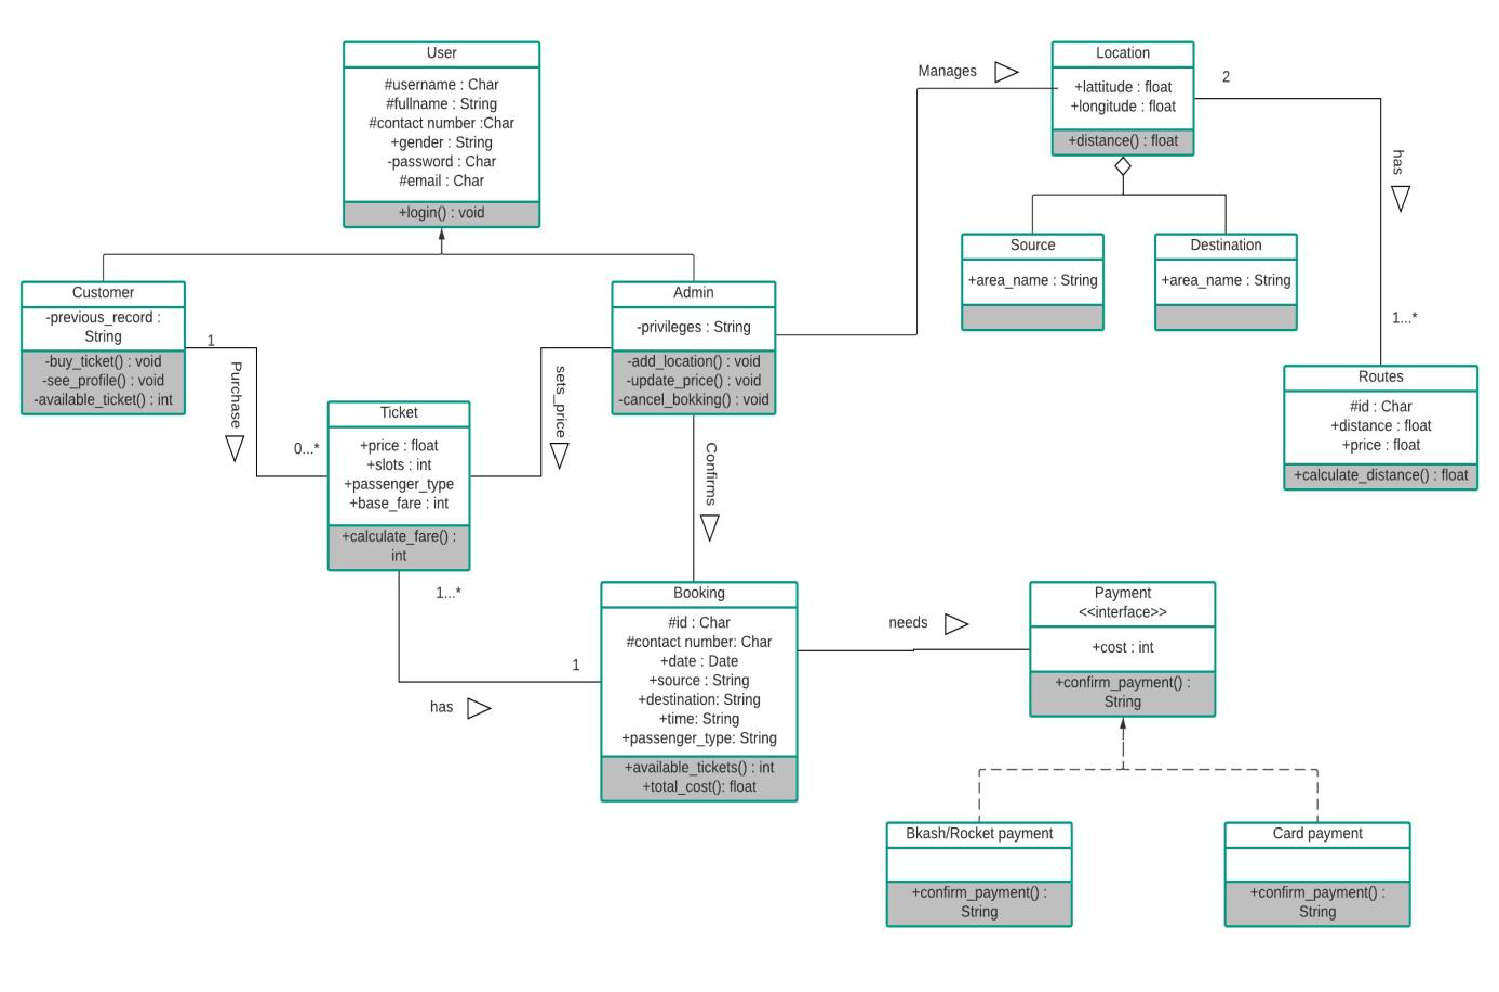 User
#username : Char
#fullname : String
#contact number :Char
+gender : String
-password : Char
#email : Char
+login() : void
Manages
Location
+lattitude : float
+longitude : float
+distance() : float
2
has
1...*
Source
+area_name : String
Destination
+area_name : String
Customer
-previous_record :
String
-buy_ticket() : void
-see_profile() : void
-available_ticket() : int
1
Purchase
0...*
Admin
-privileges : String
-add_location() : void
-update_price() : void
-cancel_bokking() : void
sets_price
Confirms
Ticket
+price : float
+slots : int
+passenger_type
+base_fare : int
+calculate_fare() :
int
1...*
1
has
Routes
#id : Char
+distance : float
+price : float
+calculate_distance() : float
Booking
#id : Char
#contact number: Char
+date : Date
+source : String
+destination: String
+time: String
+passenger_type: String
+available_tickets() : int
+total_cost(): float
needs
Payment
<<interface>>
+cost : int
+confirm_payment() :
String
Bkash/Rocket payment
+confirm_payment() :
String
Card payment
+confirm_payment() :
String